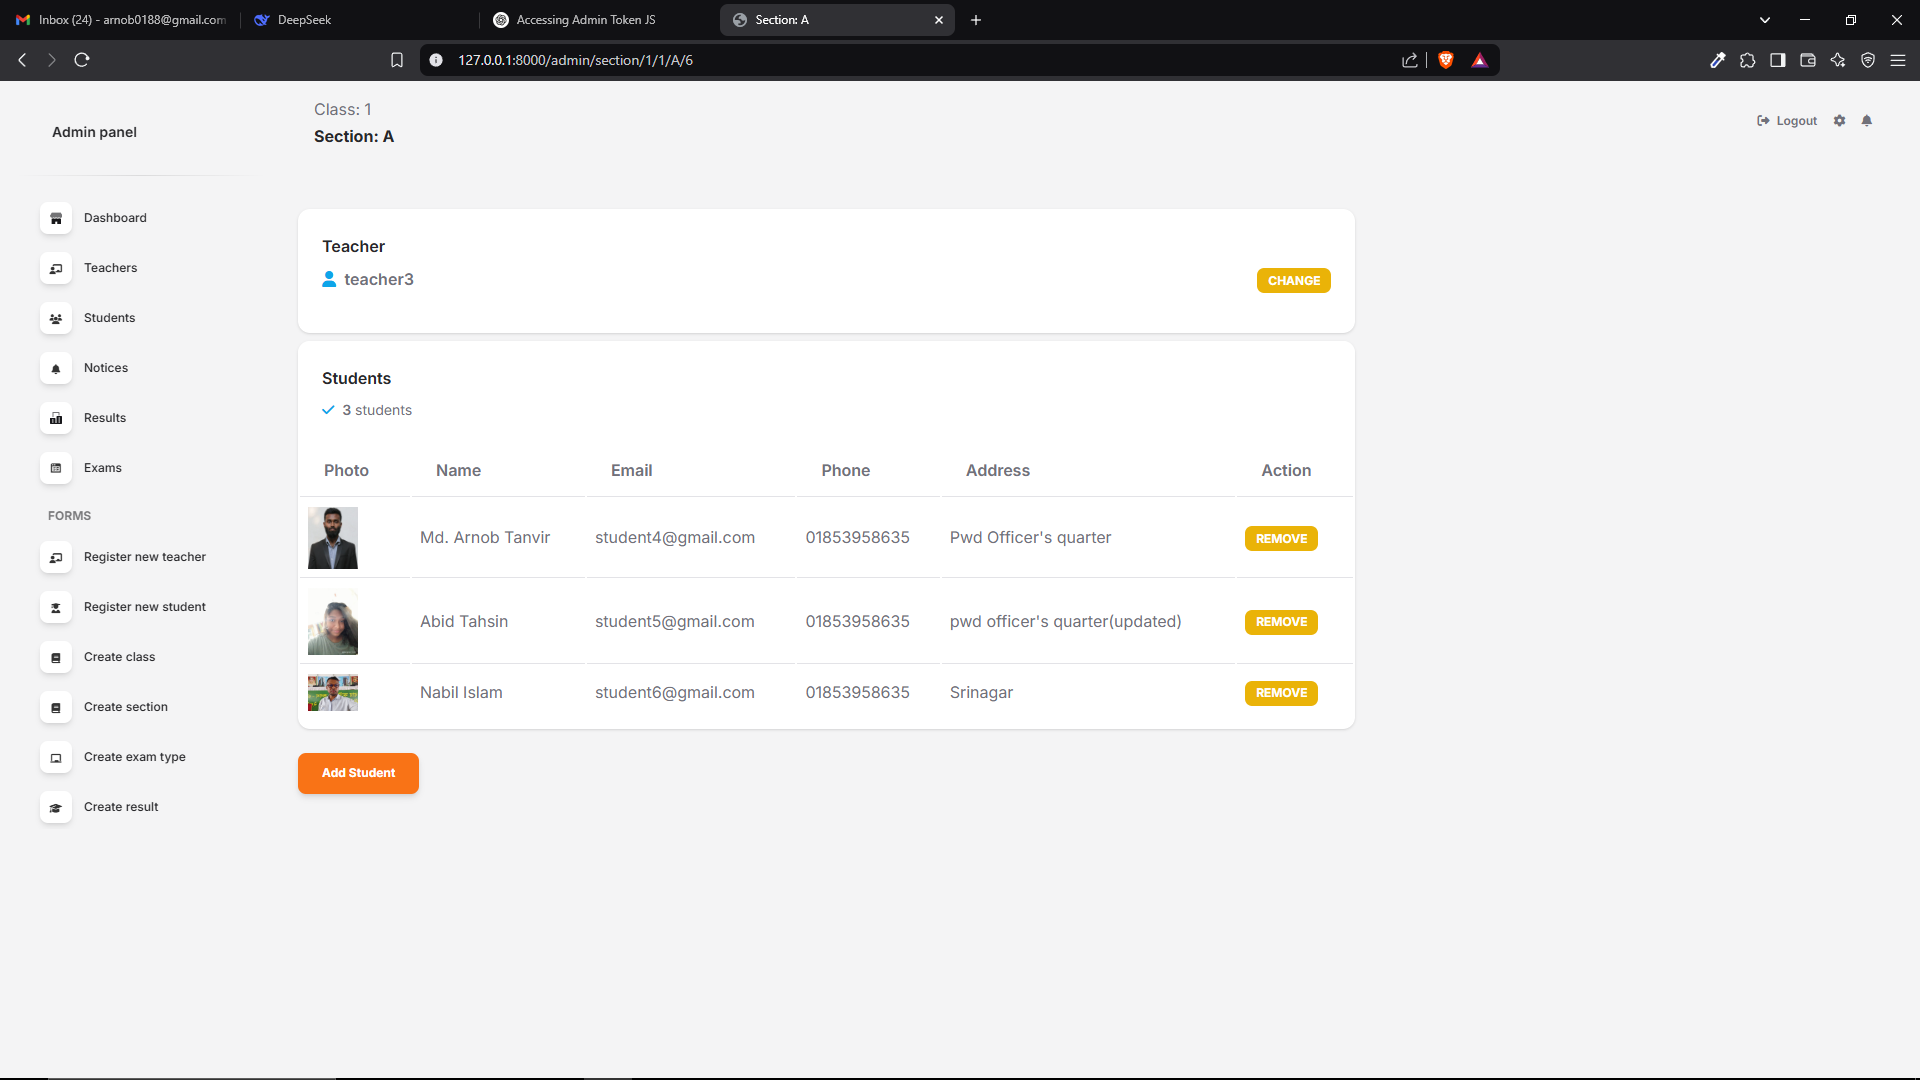 Inbox (24) - arnob0188@gmail.com
DeepSeek
Accessing Admin Token JS
Section: A
127.0.0.1:8000/admin/section/1/1/A/6
Admin panel
Class: 1
Section: A
Logout
Dashboard
Teachers
Students
Notices
Results
Exams
FORMS
Register new teacher
Register new student
Create class
Create section
Create exam type
Create result
Teacher
teacher3
CHANGE
Students
3 students
Photo Name Email Phone Address Action
Md. Arnob Tanvir student4@gmail.com 01853958635 Pwd Officer's quarter REMOVE
Abid Tahsin student5@gmail.com 01853958635 pwd officer's quarter(updated) REMOVE
Nabil Islam student6@gmail.com 01853958635 Srinagar REMOVE
Add Student